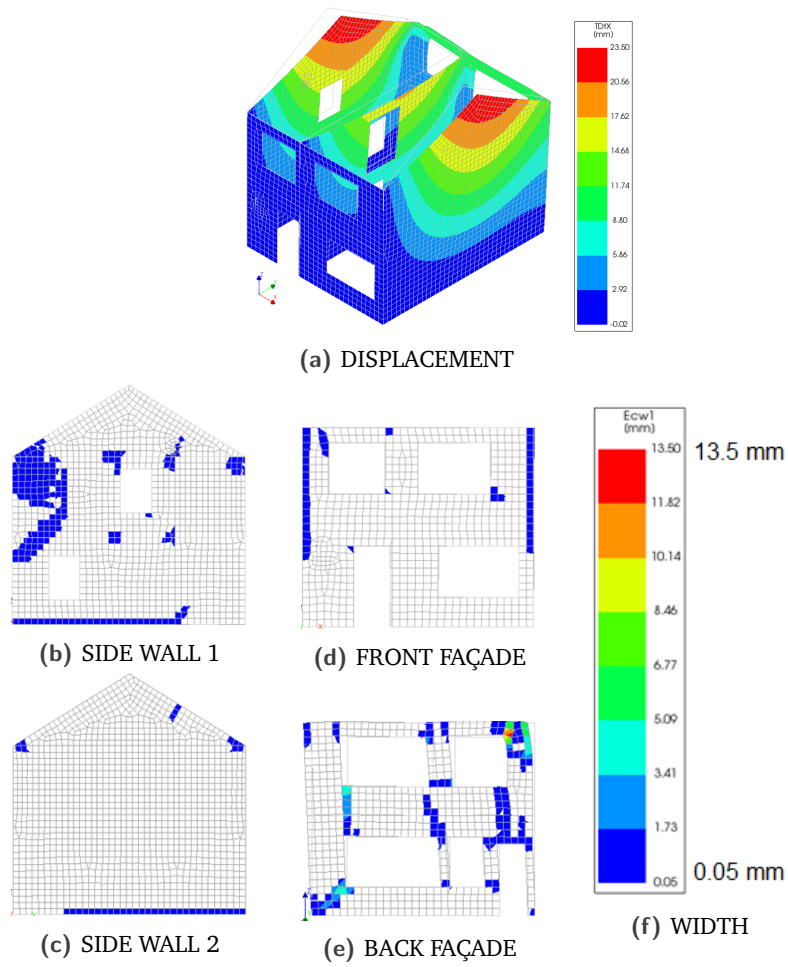 TDtX
(mm)
23.50
20.56
17.62
14.68
11.74
8.80
5.86
2.92
-0.02
Z
Y
X
(a) DISPLACEMENT
Ecw1
(mm)
13.50
11.82
10.14
8.45
6.77
5.09
3.41
1.73
0.05
13.5 mm
0.05 mm
(b) SIDE WALL 1
(d) FRONT FAÇADE
(c) SIDE WALL 2
(e) BACK FAÇADE
(f) WIDTH